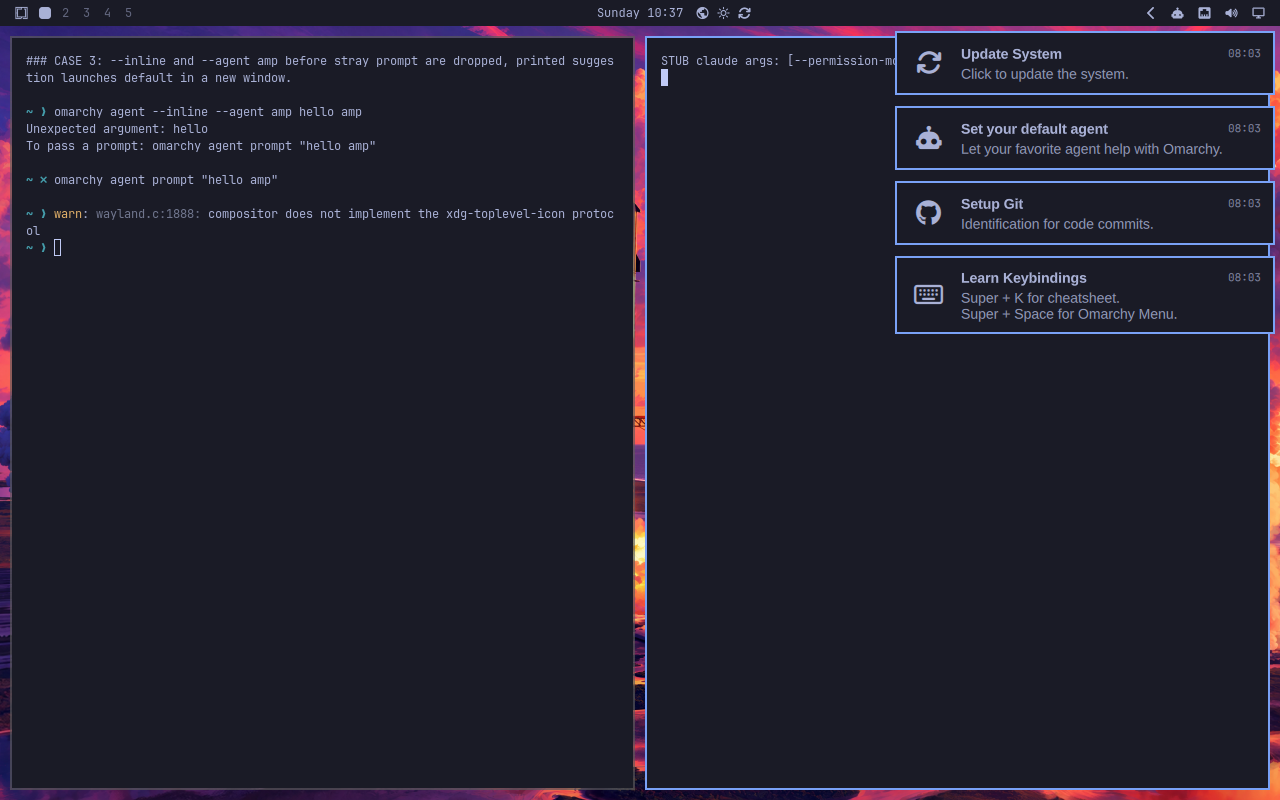 2 3 4 5
Sunday 10:37
### CASE 3: --inline and --agent amp before stray prompt are dropped, printed sugges
tion launches default in a new window.
~ ❯ omarchy agent --inline --agent amp hello amp
Unexpected argument: hello
To pass a prompt: omarchy agent prompt "hello amp"
~ × omarchy agent prompt "hello amp"
~ ❯ warn: wayland.c:1888: compositor does not implement the xdg-toplevel-icon protoc
ol
~ ❯
STUB claude args: [--permission-mo
Update System 08:03
Click to update the system.
Set your default agent 08:03
Let your favorite agent help with Omarchy.
Setup Git 08:03
Identification for code commits.
Learn Keybindings 08:03
Super + K for cheatsheet.
Super + Space for Omarchy Menu.